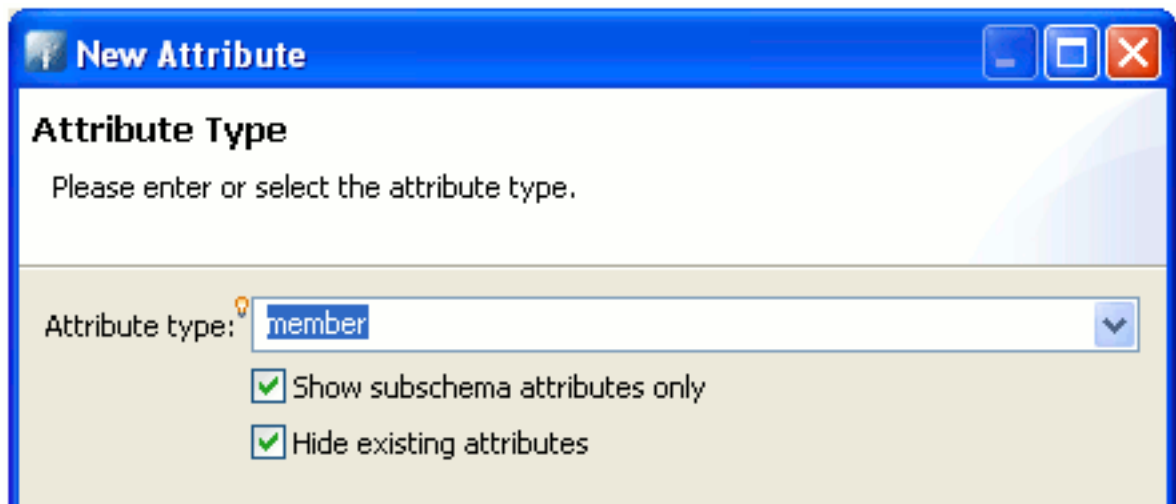 New Attribute
Attribute Type
Please enter or select the attribute type.
Attribute type: member
Show subschema attributes only
Hide existing attributes